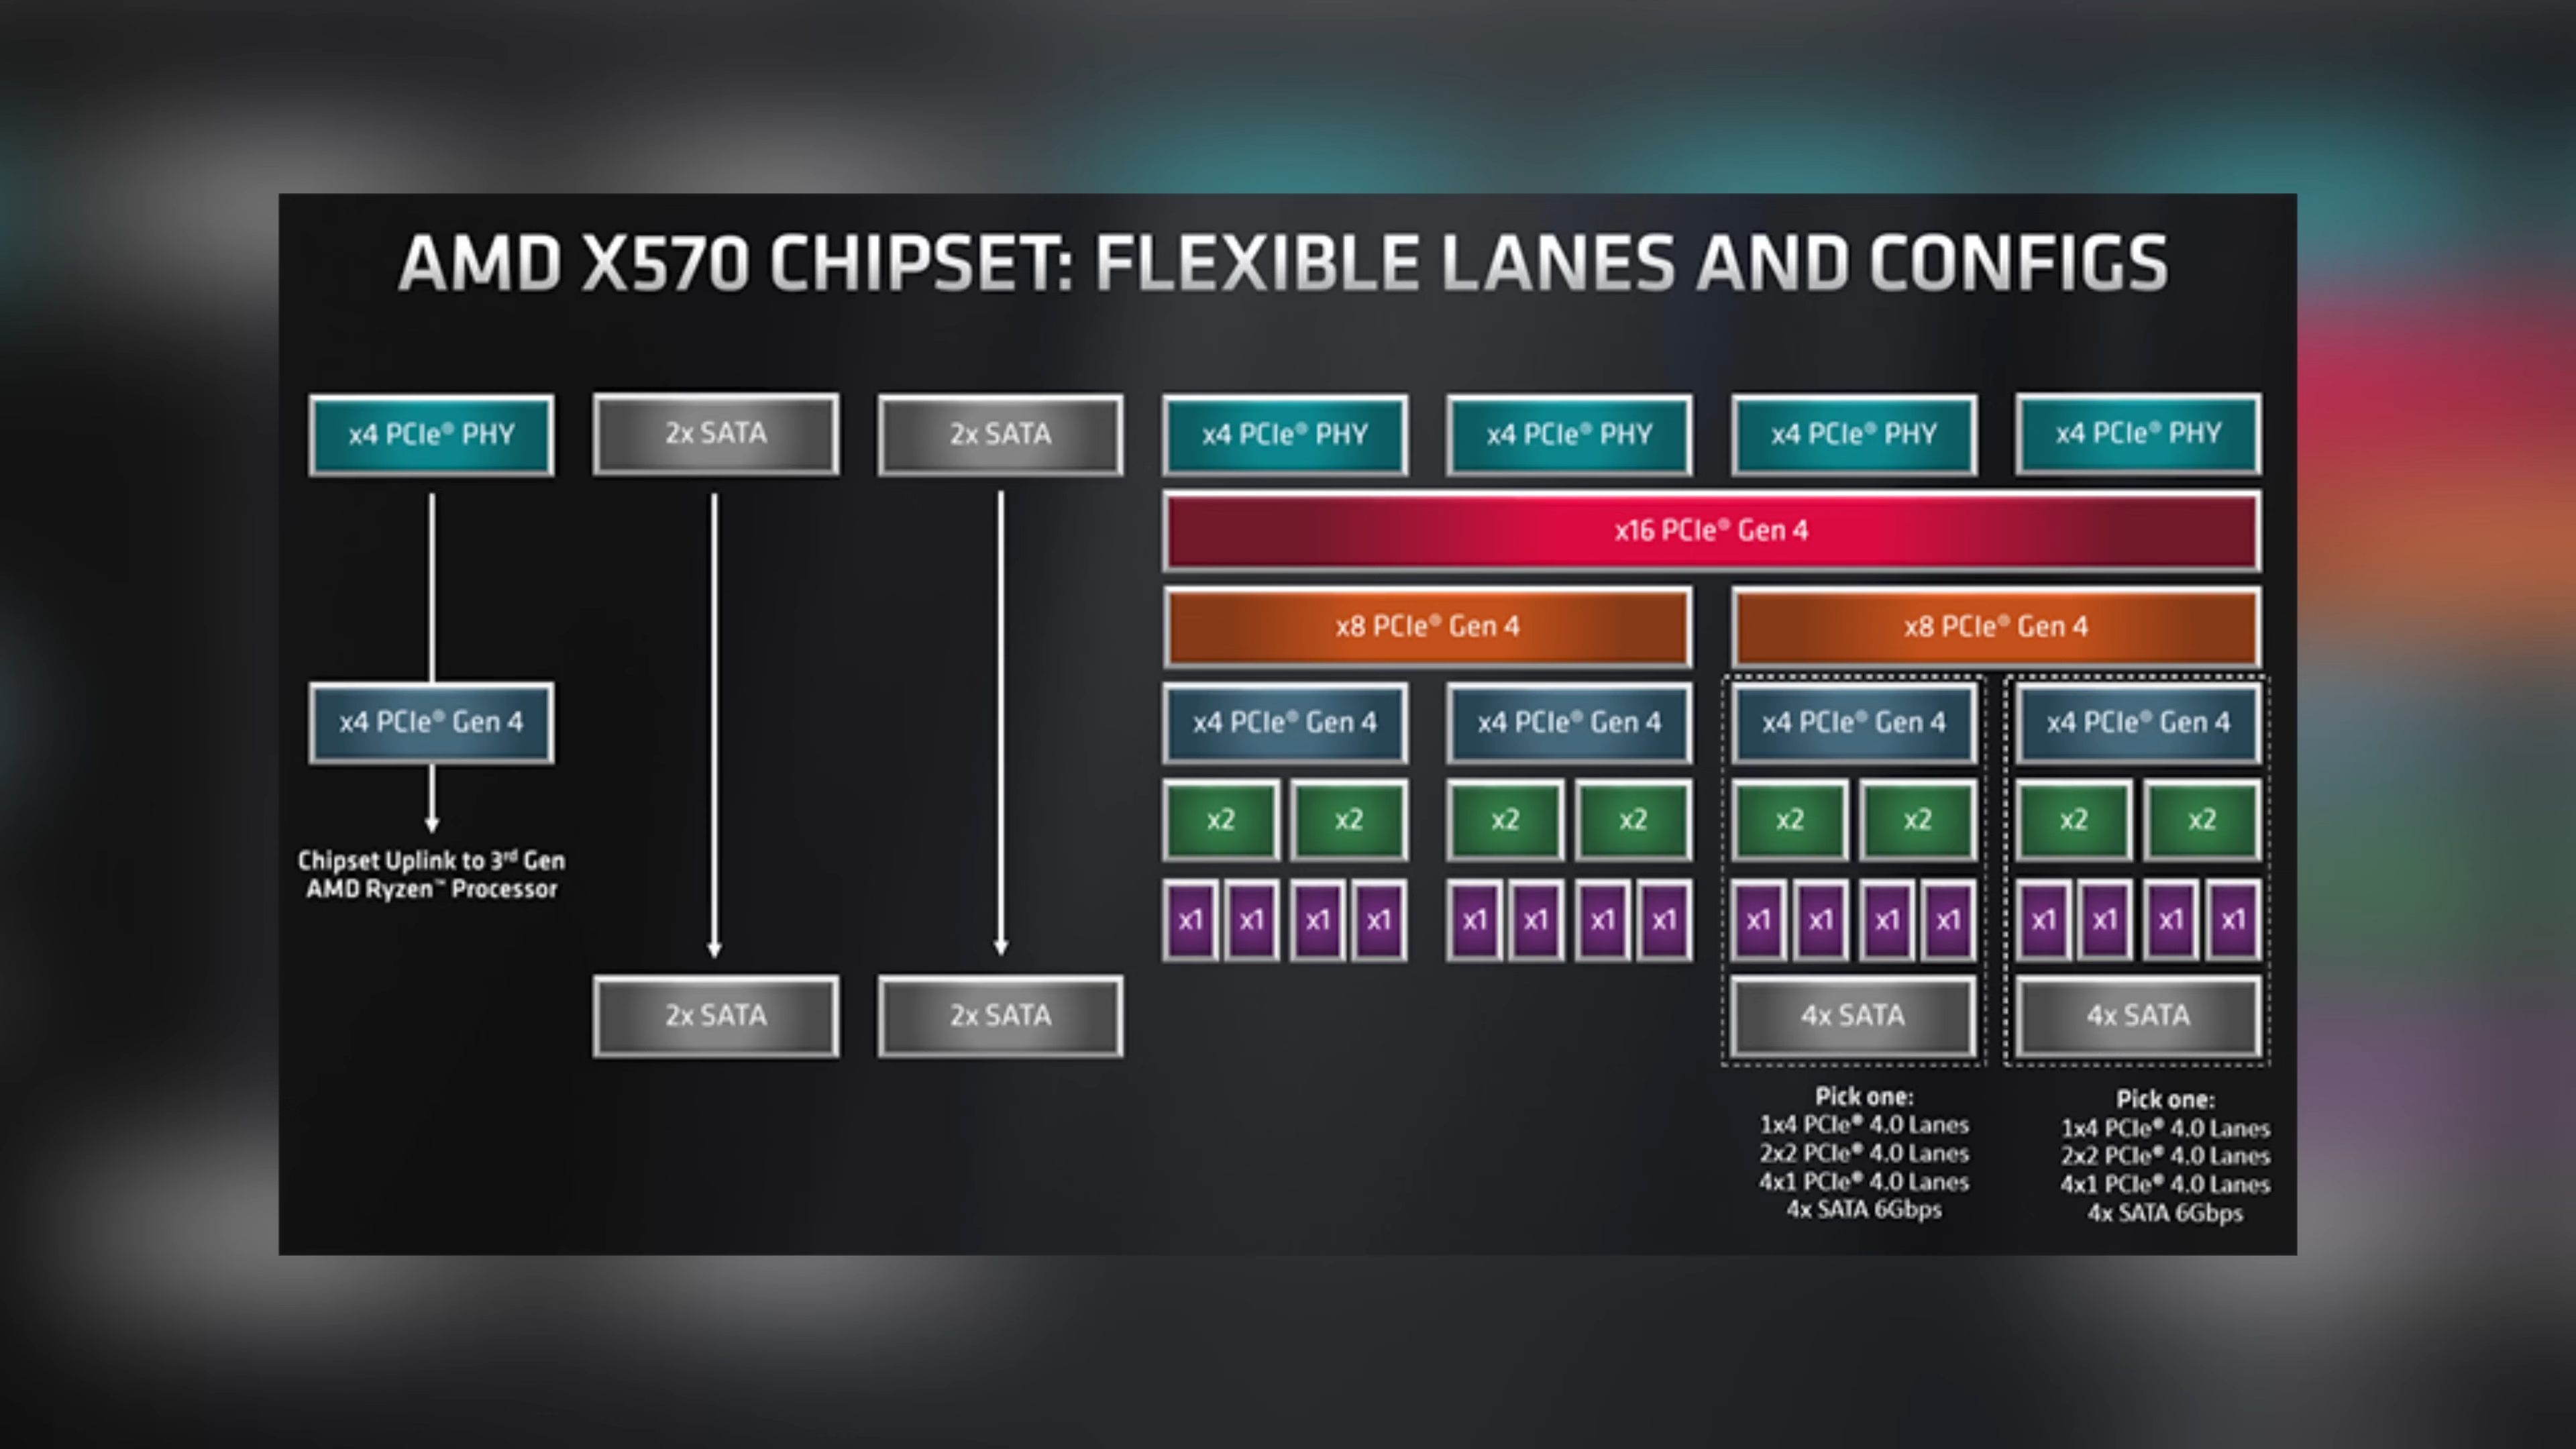 AMD X570 CHIPSET: FLEXIBLE LANES AND CONFIGS
x4 PCIe® PHY 2x SATA 2x SATA x4 PCIe® PHY x4 PCIe® PHY x4 PCIe® PHY x4 PCIe® PHY
x16 PCIe® Gen 4
x8 PCIe® Gen 4 x8 PCIe® Gen 4
x4 PCIe® Gen 4 x4 PCIe® Gen 4 x4 PCIe® Gen 4 x4 PCIe® Gen 4 x4 PCIe® Gen 4
x2 x2 x2 x2 x2 x2 x2 x2
Chipset Uplink to 3rd Gen
AMD Ryzen™ Processor
x1 x1 x1 x1 x1 x1 x1 x1 x1 x1 x1 x1 x1 x1 x1 x1
2x SATA 2x SATA 4x SATA 4x SATA
Pick one:
1x4 PCIe® 4.0 Lanes
2x2 PCIe® 4.0 Lanes
4x1 PCIe® 4.0 Lanes
4x SATA 6Gbps
Pick one:
1x4 PCIe® 4.0 Lanes
2x2 PCIe® 4.0 Lanes
4x1 PCIe® 4.0 Lanes
4x SATA 6Gbps